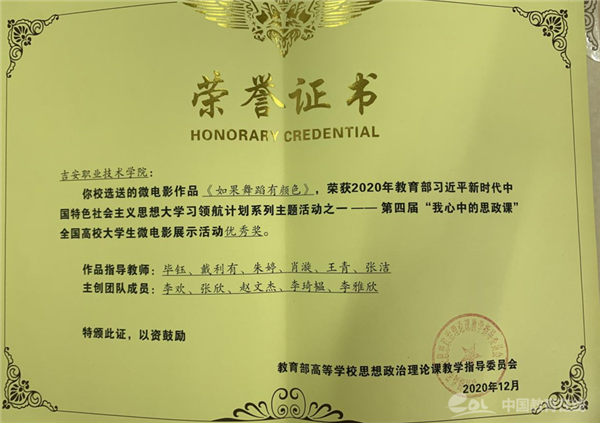 荣誉证书
HONORARY CREDENTIAL
吉安职业技术学院：
你校选送的微电影作品《如果舞蹈有颜色》，荣获2020年教育部习近平新时代中
国特色社会主义思想大学习领航计划系列主题活动之一——第四届“我心中的思政课”
全国高校大学生微电影展示活动优秀奖。
作品指导教师：毕钰、戴利有、朱婷、肖漩、王青、张洁
主创团队成员：李欢、张欣、赵文杰、李琦韫、李雅欣
特颁此证，以资鼓励
教育部高等学校思想政治理论课教学指导委员会
2020年12月
eol 中国教育在线